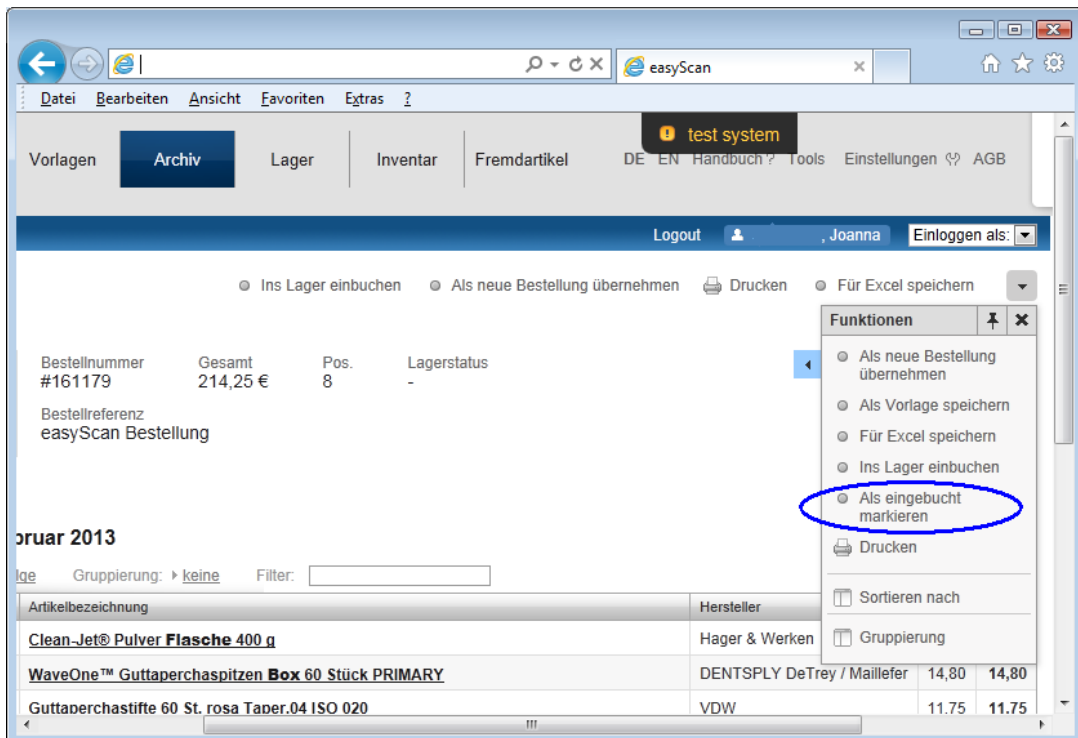 easyScan
Datei Bearbeiten Ansicht Favoriten Extras ?
test system
Vorlagen Archiv Lager Inventar Fremdartikel DE EN Handbuch ? Tools Einstellungen AGB
Logout , Joanna Einloggen als:
Ins Lager einbuchen Als neue Bestellung übernehmen Drucken Für Excel speichern
Funktionen
Als neue Bestellung
übernehmen
Als Vorlage speichern
Für Excel speichern
Ins Lager einbuchen
Als eingebucht
markieren
Drucken
Sortieren nach
Gruppierung
Bestellnummer Gesamt Pos. Lagerstatus
#161179 214,25 € 8 -
Bestellreferenz
easyScan Bestellung
bruar 2013
lge Gruppierung: keine Filter:
Artikelbezeichnung Hersteller
Clean-Jet® Pulver Flasche 400 g Hager & Werken
WaveOne™ Guttaperchaspitzen Box 60 Stück PRIMARY DENTSPLY DeTrey / Maillefer 14,80 14,80
Guttaperchastifte 60 St. rosa Taper.04 ISO 020 VDW 11,75 11,75